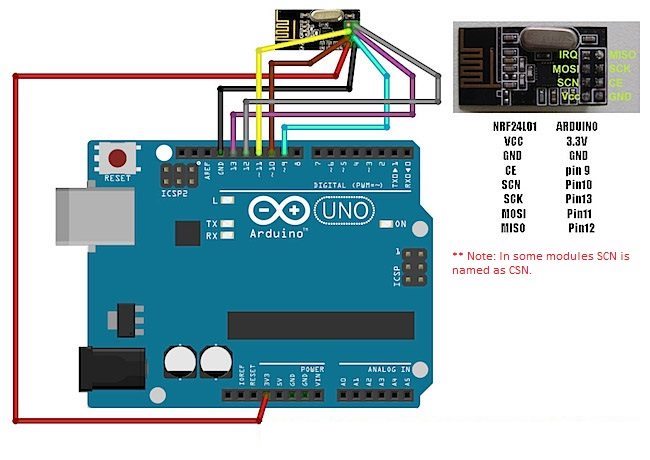 IRQ MISO
MOSI SCK
SCN CE
Vcc GND
NRF24L01 ARDUINO
VCC 3.3V
GND GND
CE pin 9
SCN Pin10
SCK Pin13
MOSI Pin11
MISO Pin12
** Note: In some modules SCN is
named as CSN.
RESET
ICSP2
AREF
GND
13
12
~11
~10
~9
8
7
~6
~5
4
~3
2
TX0▸1
RX0◂0
DIGITAL (PWM=~)
L
TX
RX
UNO
Arduino™
ON
1
ICSP
IOREF
RESET
3V3
5V
GND
GND
VIN
POWER
ANALOG IN
A0
A1
A2
A3
A4
A5